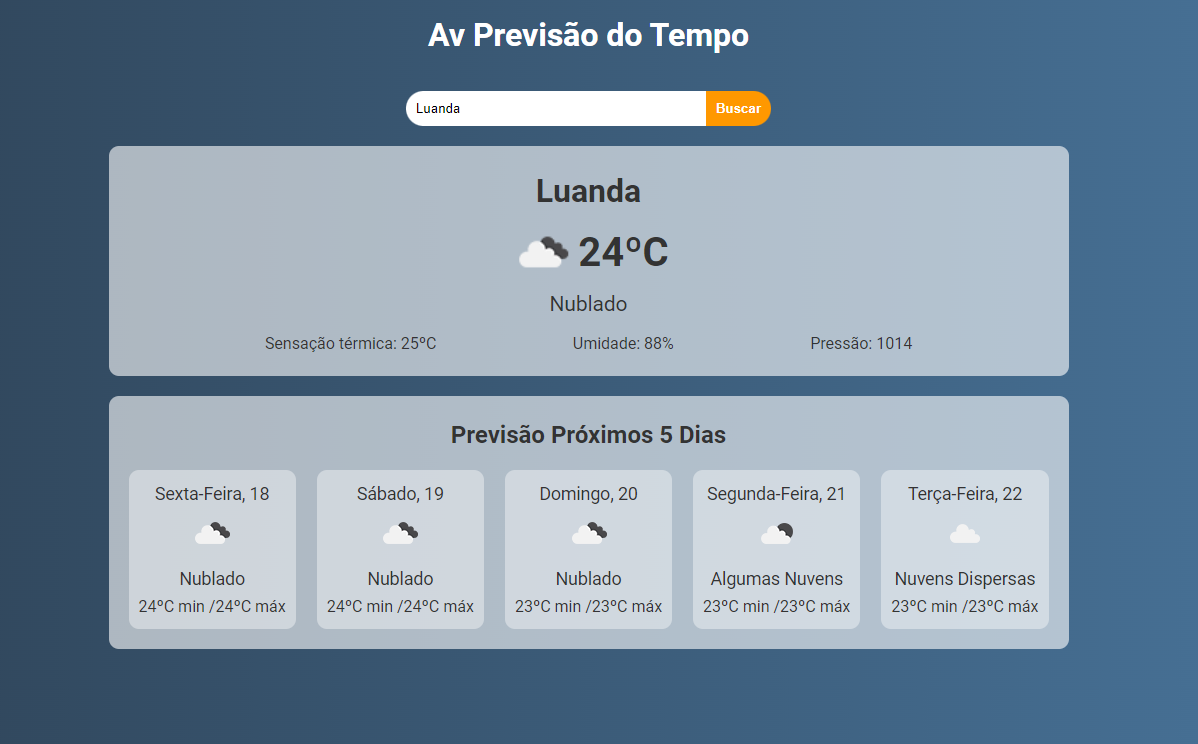 Av Previsão do Tempo
Luanda
Buscar
Luanda
24ºC
Nublado
Sensação térmica: 25ºC
Umidade: 88%
Pressão: 1014
Previsão Próximos 5 Dias
Sexta-Feira, 18
Nublado
24ºC min /24ºC máx
Sábado, 19
Nublado
24ºC min /24ºC máx
Domingo, 20
Nublado
23ºC min /23ºC máx
Segunda-Feira, 21
Algumas Nuvens
23ºC min /23ºC máx
Terça-Feira, 22
Nuvens Dispersas
23ºC min /23ºC máx